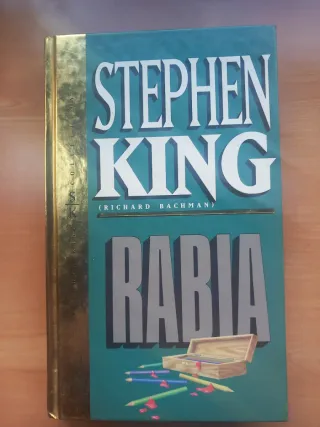 STEPHEN
KING
(RICHARD BACHMAN)
RABIA